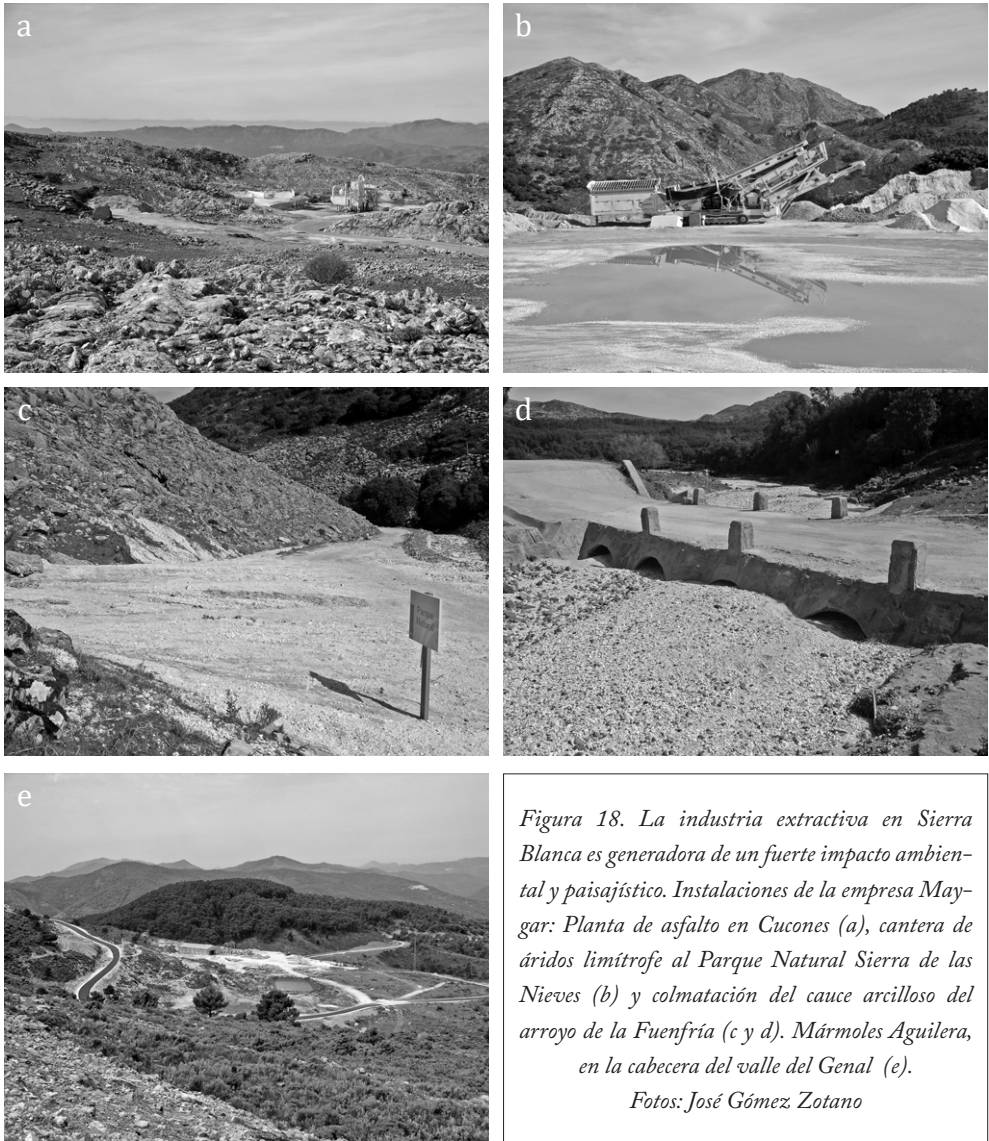 a
b
c
Parque
Natural
d
e
Figura 18. La industria extractiva en Sierra
Blanca es generadora de un fuerte impacto ambien-
tal y paisajístico. Instalaciones de la empresa May-
gar: Planta de asfalto en Cucones (a), cantera de
áridos limítrofe al Parque Natural Sierra de las
Nieves (b) y colmatación del cauce arcilloso del
arroyo de la Fuenfría (c y d). Mármoles Aguilera,
en la cabecera del valle del Genal (e).
Fotos: José Gómez Zotano